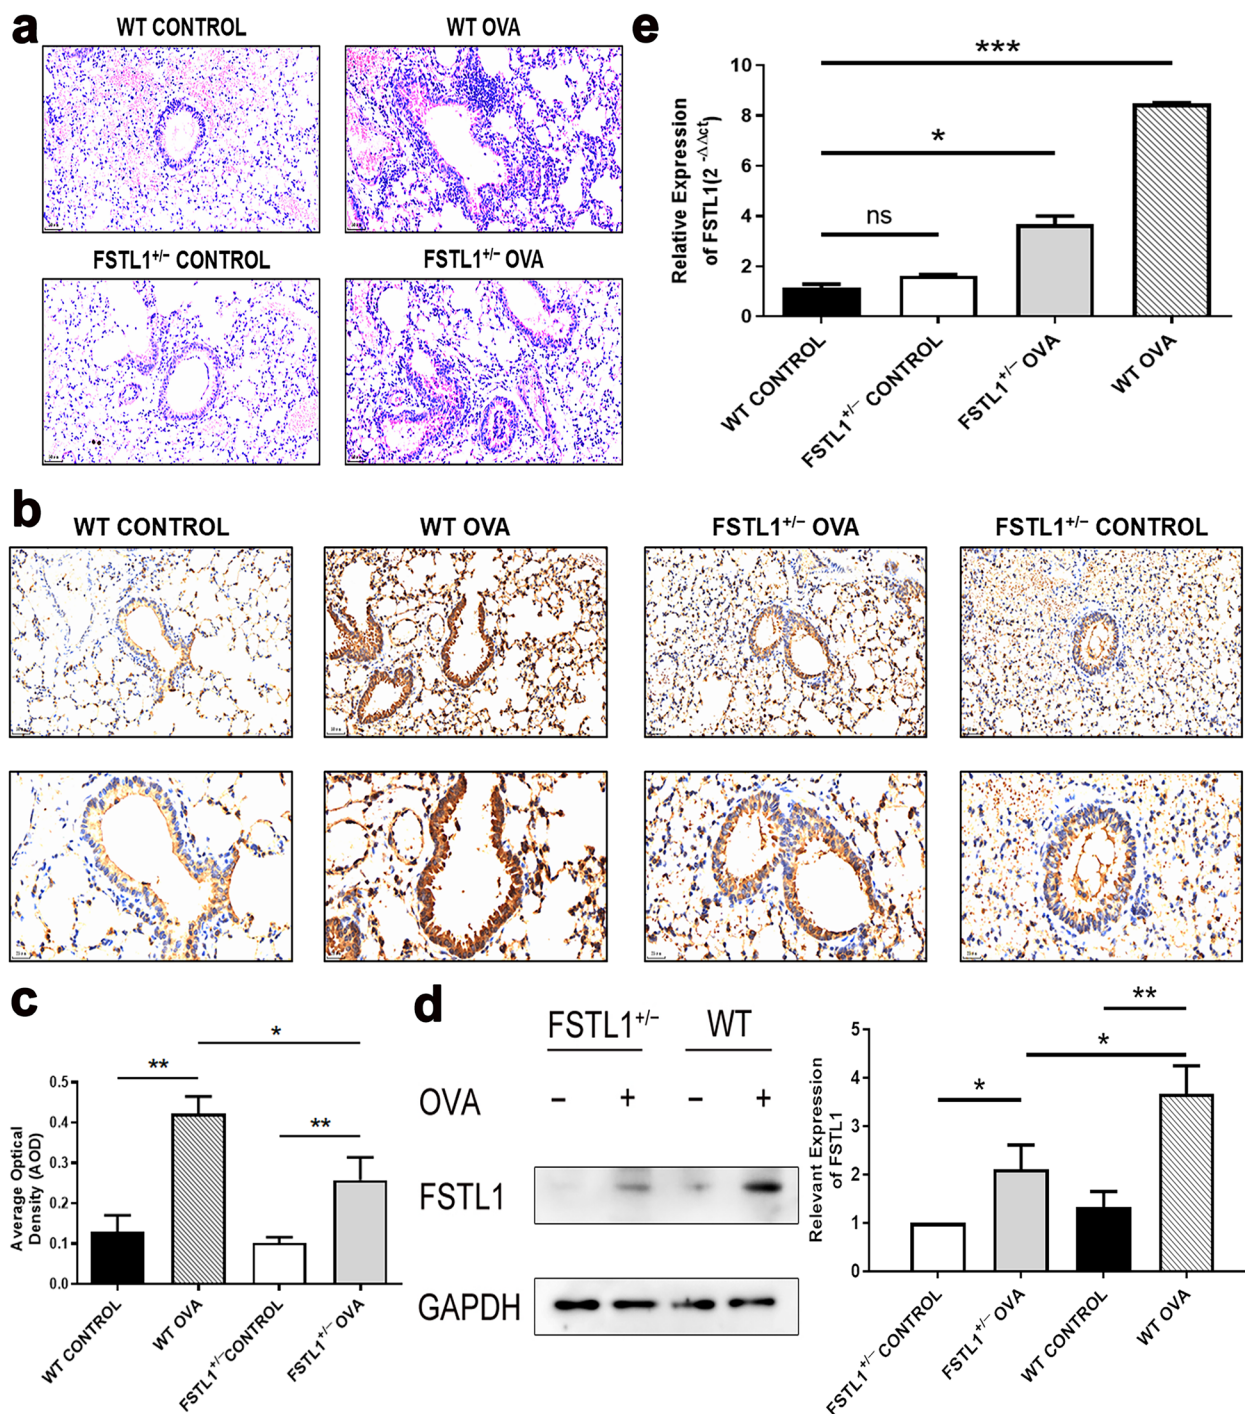 a
WT CONTROL
WT OVA
FSTL1+/− CONTROL
FSTL1+/− OVA
e
***
*
ns
Relative Expression
of FSTL1(2 -ΔΔct)
10
8
6
4
2
0
WT CONTROL
FSTL1+/− CONTROL
FSTL1+/− OVA
WT OVA
b
WT CONTROL
WT OVA
FSTL1+/− OVA
FSTL1+/− CONTROL
c
*
**
**
Average Optical
Density (AOD)
0.5
0.4
0.3
0.2
0.1
0.0
WT CONTROL
WT OVA
FSTL1+/−CONTROL
FSTL1+/− OVA
d
FSTL1+/− WT
OVA − + − +
FSTL1
GAPDH
**
*
*
Relevant Expression
of FSTL1
5
4
3
2
1
0
FSTL1+/− CONTROL
FSTL1+/− OVA
WT CONTROL
WT OVA